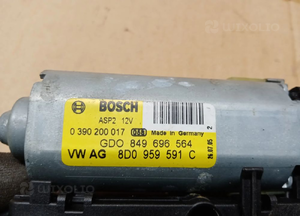 BOSCH
ASP2 12V
0 390 200 017 Made in Germany
GDO 849 696 564
VW AG 8D0 959 591 C
2